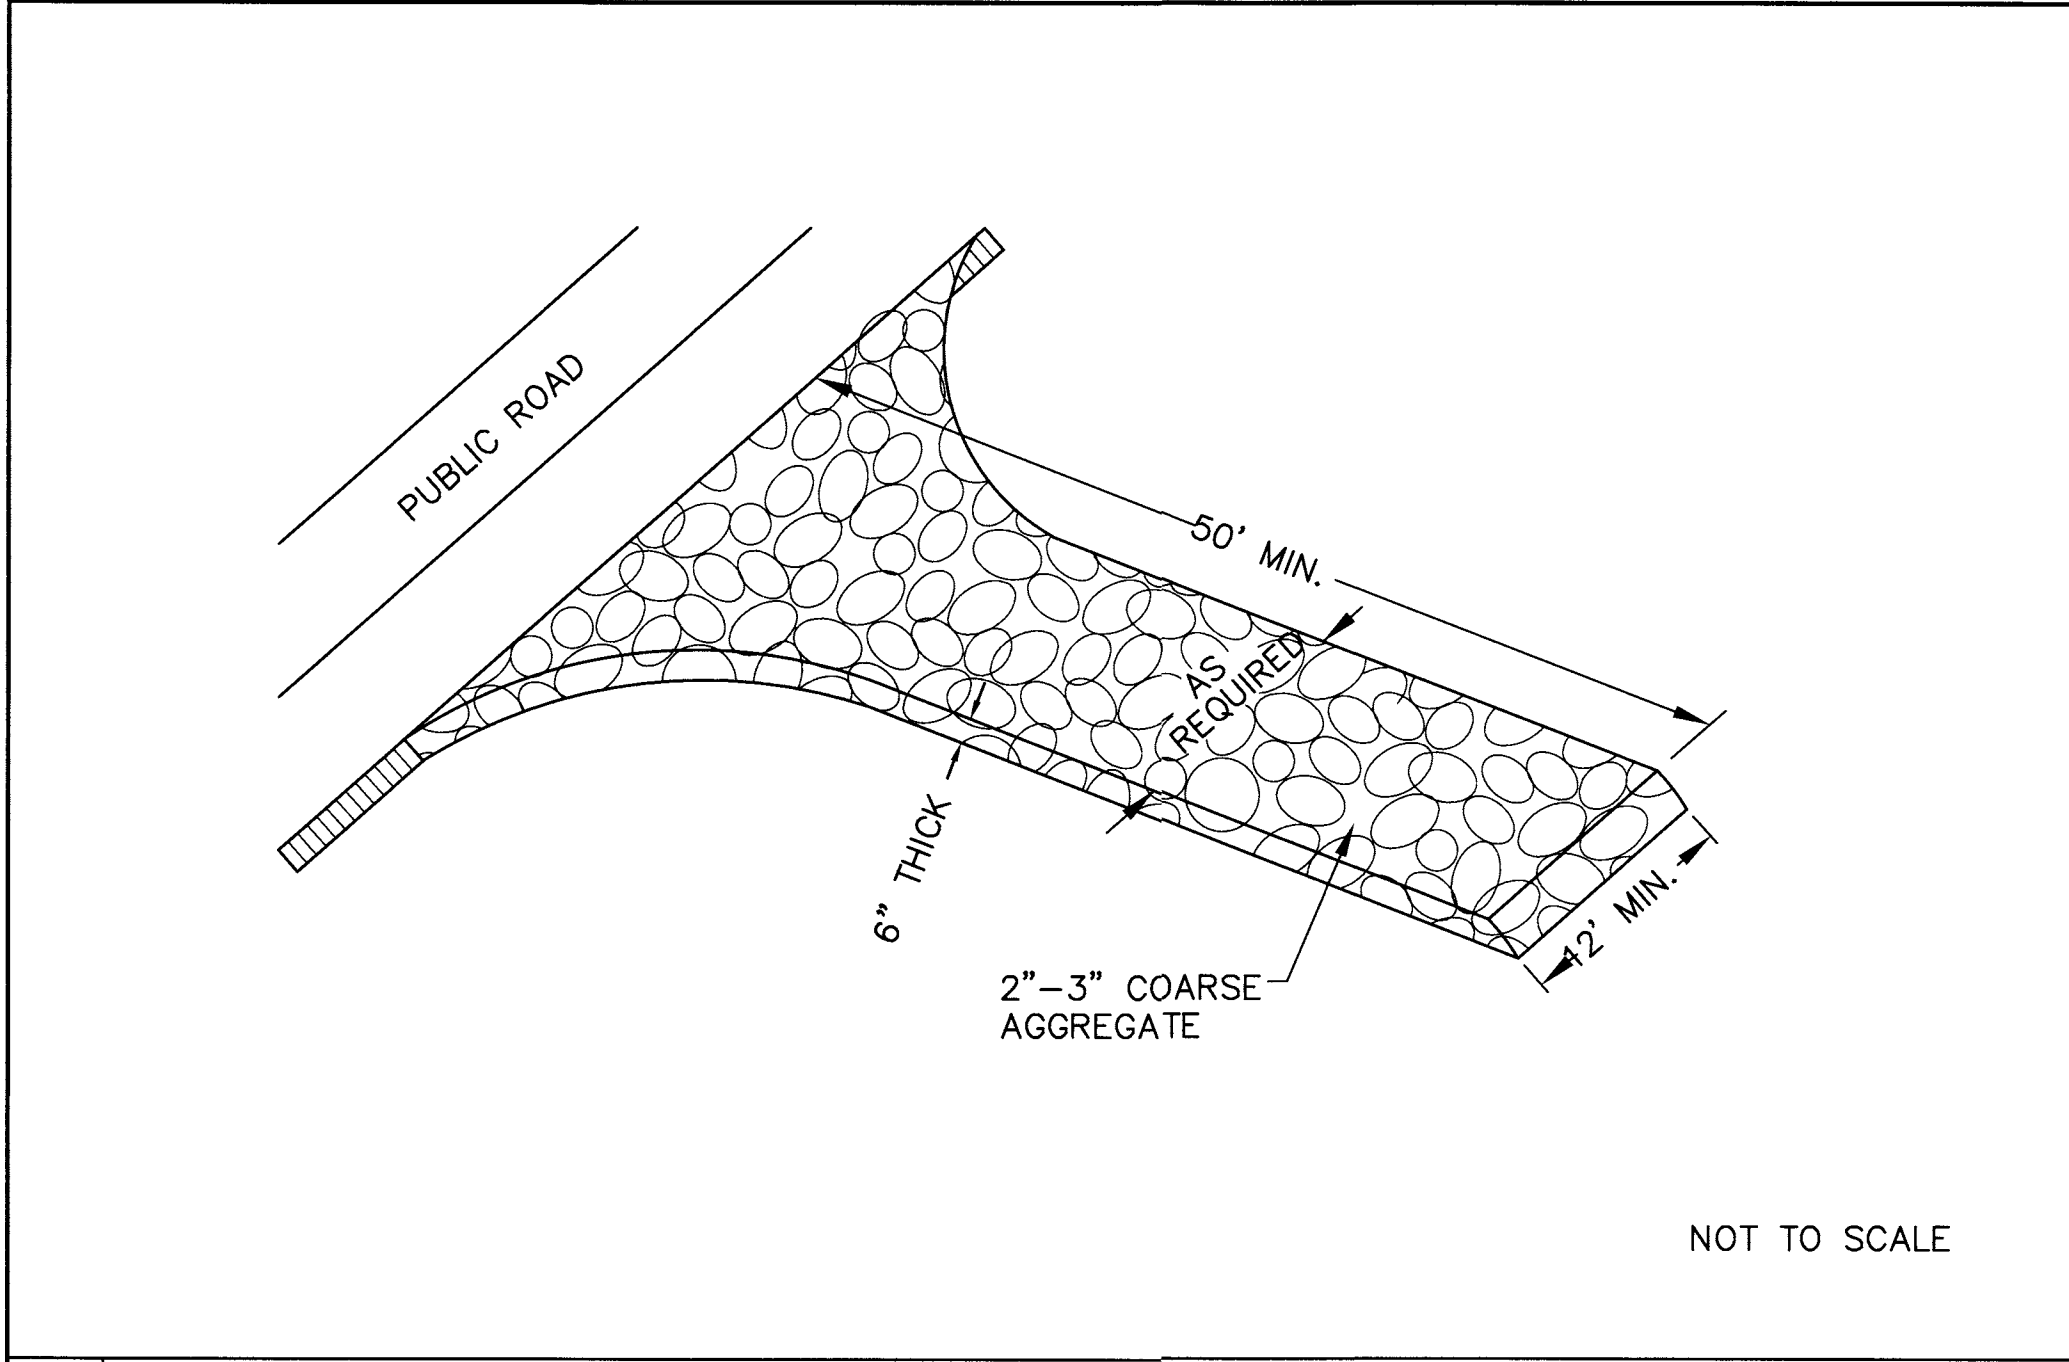 PUBLIC ROAD
50' MIN.
AS
REQUIRED
6" THICK
12' MIN.
2"-3" COARSE
AGGREGATE
NOT TO SCALE